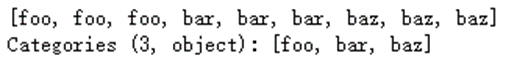 [foo, foo, foo, bar, bar, bar, baz, baz, baz]
Categories (3, object): [foo, bar, baz]